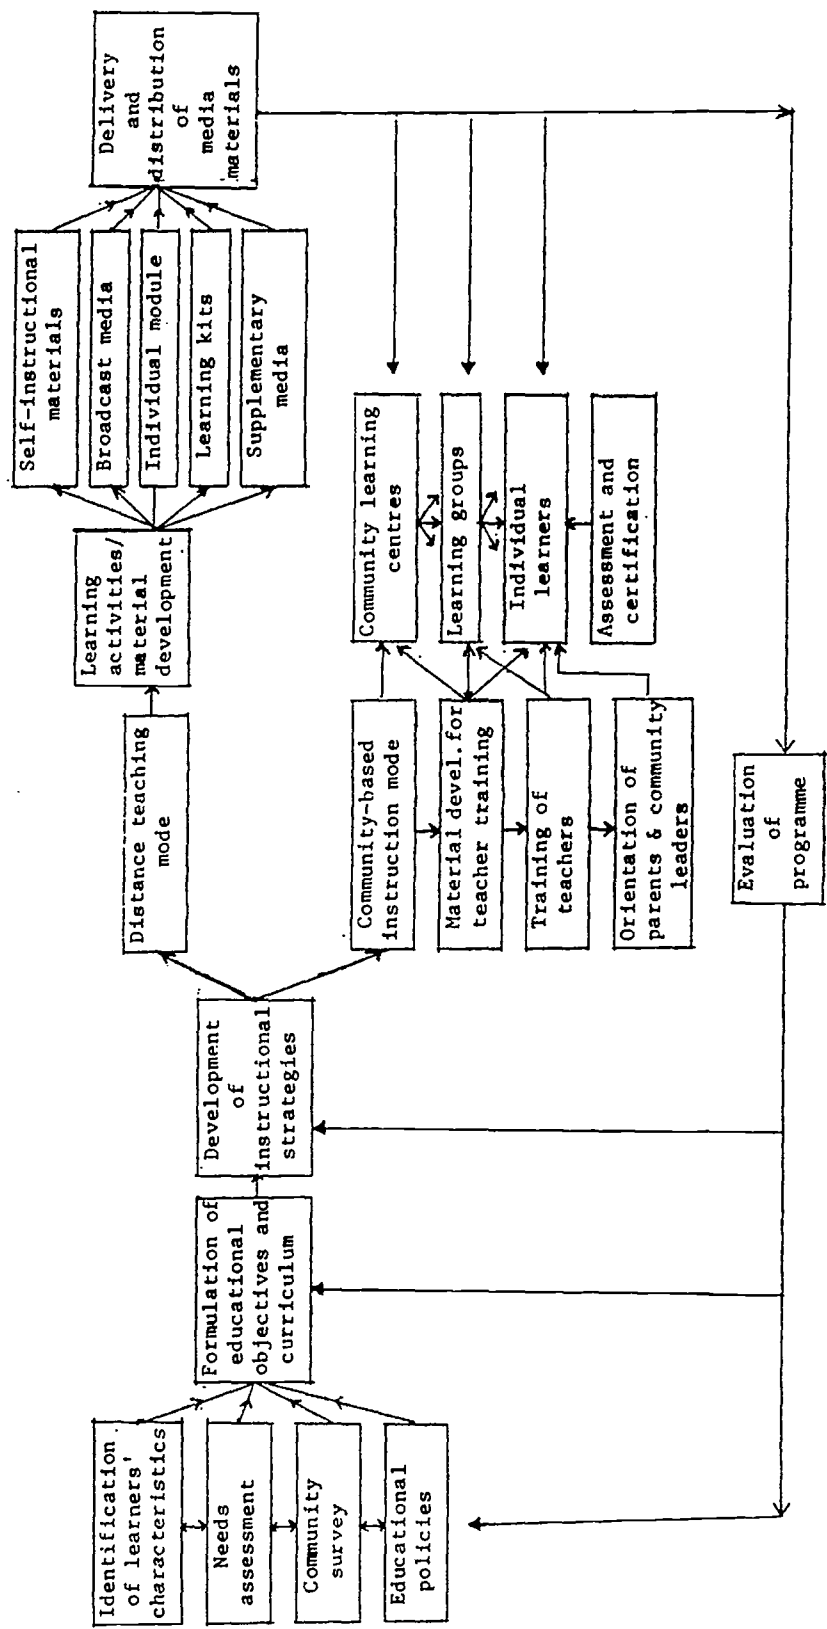 Identification
of learners'
characteristics
Needs
assessment
Community
survey
Educational
policies
Formulation of
educational
objectives and
curriculum
Development
of
instructional
strategies
Distance teaching
mode
Learning
activities/
material
development
Self-instructional
materials
Broadcast media
Individual module
Learning kits
Supplementary
media
Delivery
and
distribution
of
media
materials
Community-based
instruction mode
Material devel.for
teacher training
Training of
teachers
Orientation of
parents & community
leaders
Community learning
centres
Learning groups
Individual
learners
Assessment and
certification
Evaluation
of
programme